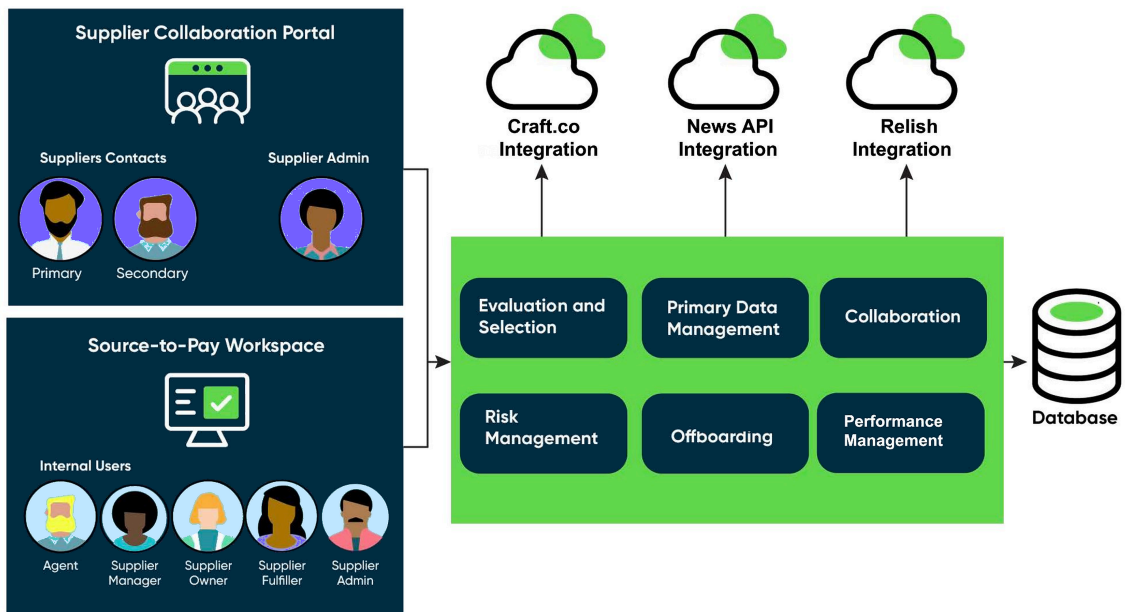 Supplier Collaboration Portal
Suppliers Contacts
Supplier Admin
Primary
Secondary
Source-to-Pay Workspace
Internal Users
Agent
Supplier
Manager
Supplier
Owner
Supplier
Fulfiller
Supplier
Admin
Craft.co
Integration
News API
Integration
Relish
Integration
Evaluation and
Selection
Primary Data
Management
Collaboration
Risk
Management
Offboarding
Performance
Management
Database